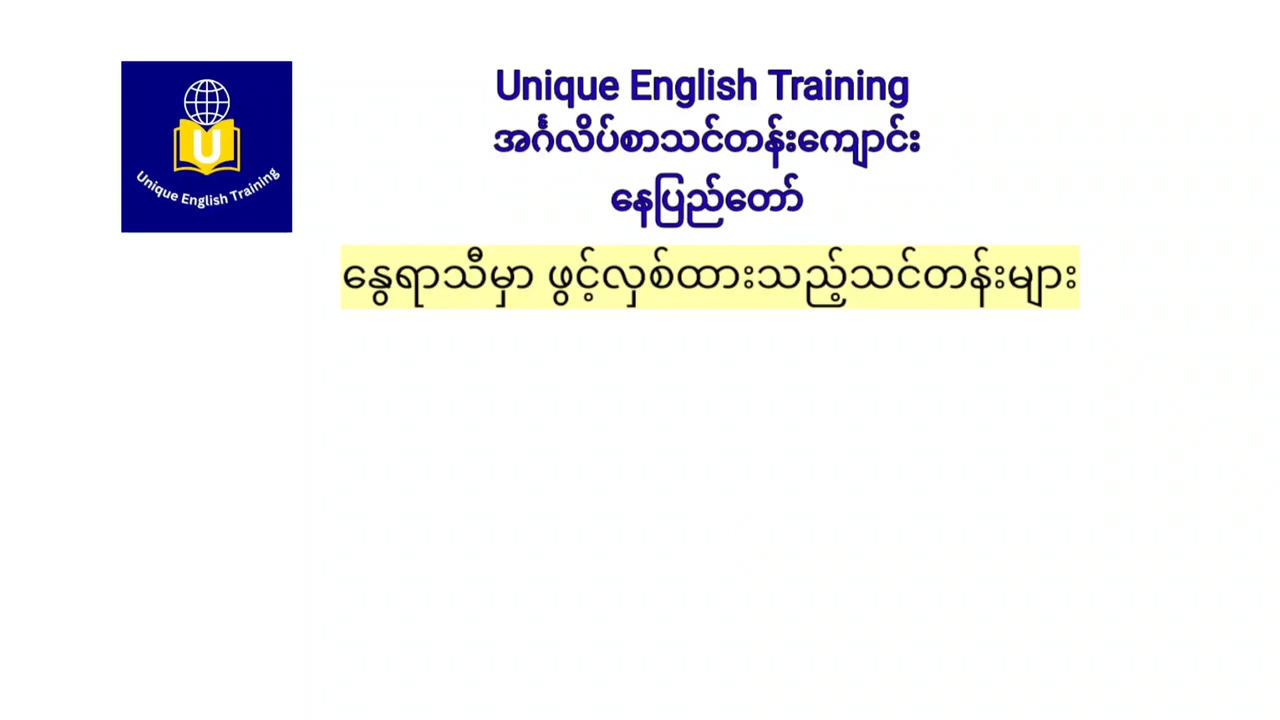 U
Unique English Training
Unique English Training
အင်္ဂလိပ်စာသင်တန်းကျောင်း
နေပြည်တော်
နွေရာသီမှာ ဖွင့်လှစ်ထားသည့်သင်တန်းများ